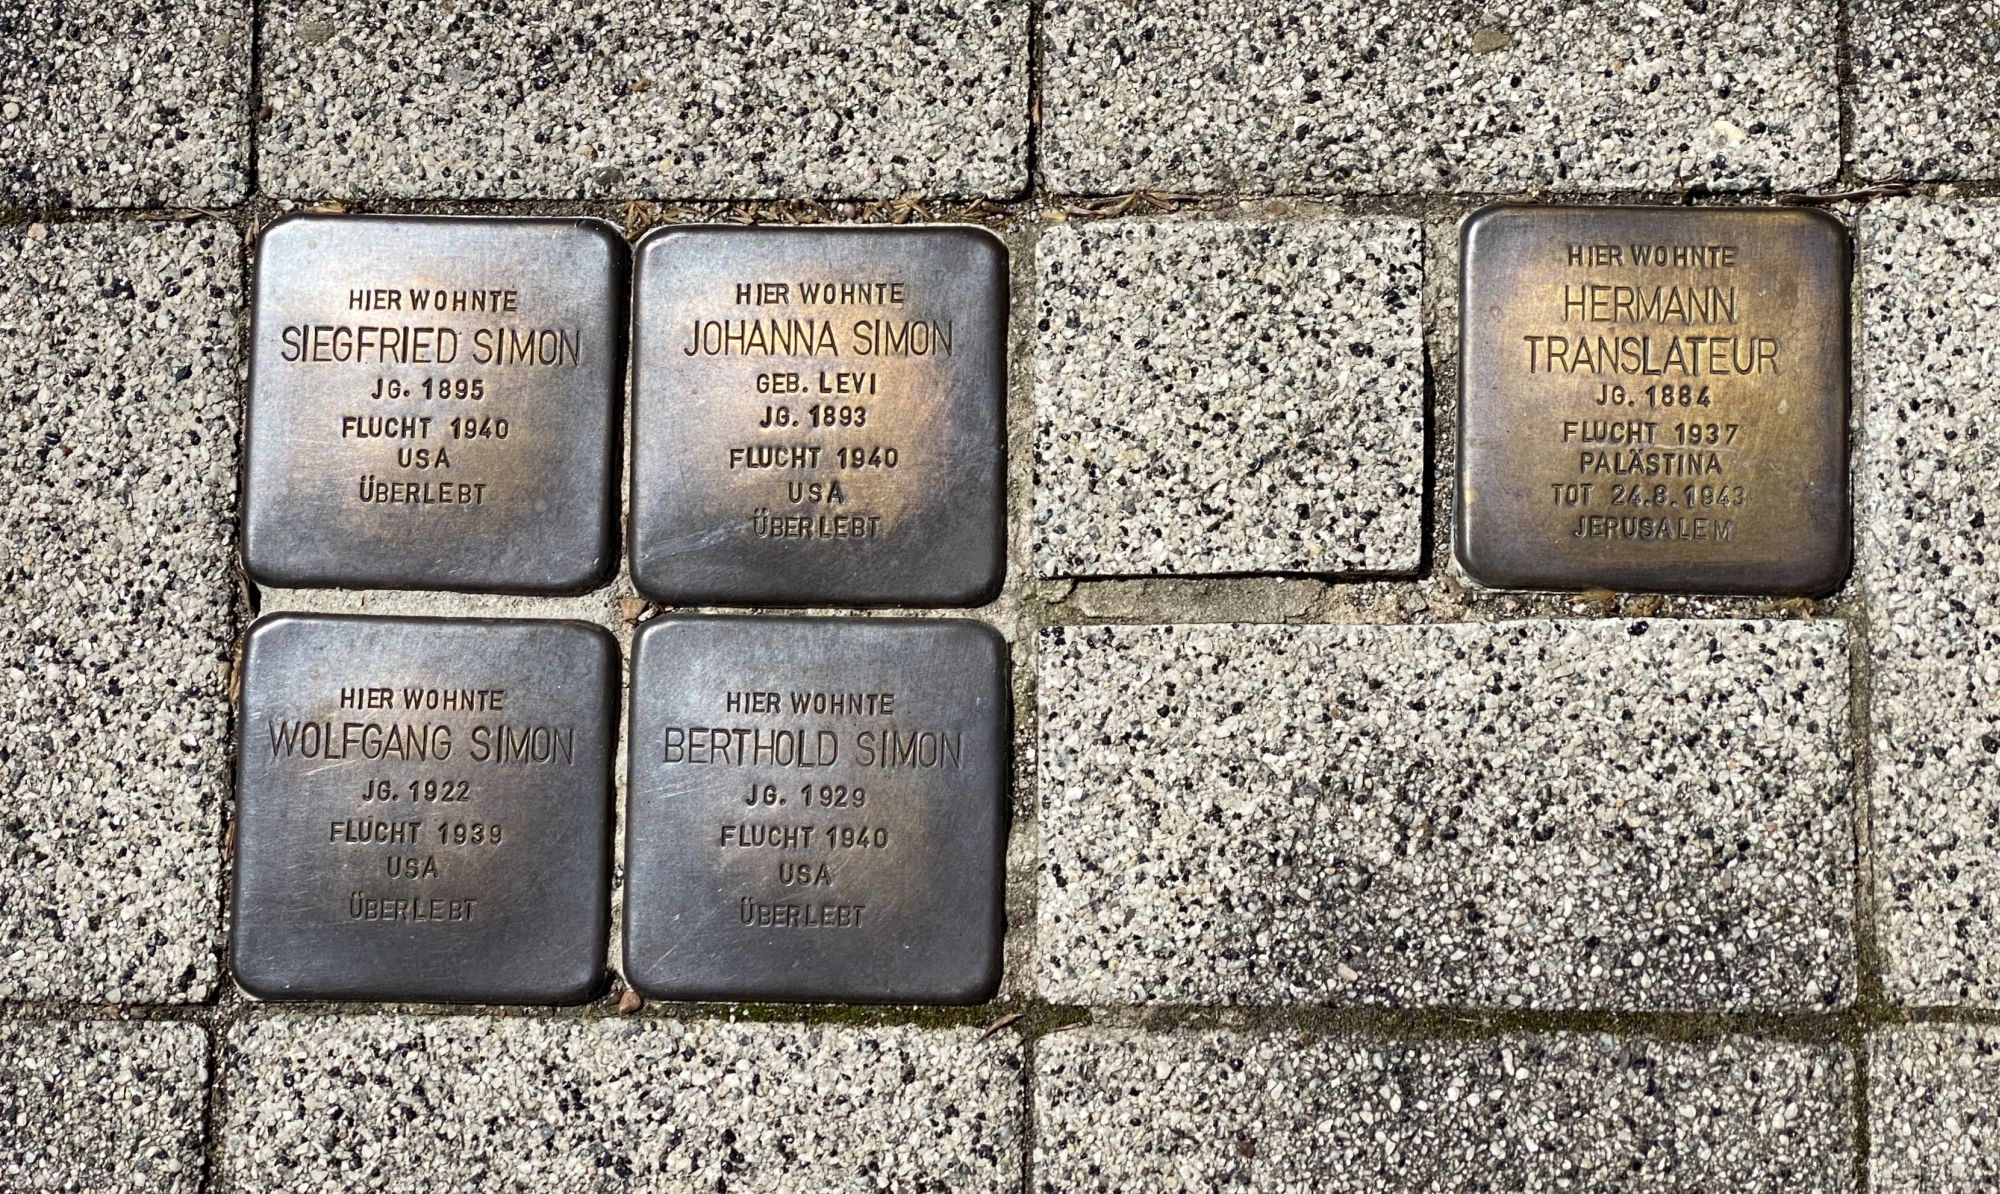 HIER WOHNTE
SIEGFRIED SIMON
JG. 1895
FLUCHT 1940
USA
ÜBERLEBT
HIER WOHNTE
JOHANNA SIMON
GEB. LEVI
JG. 1893
FLUCHT 1940
USA
ÜBERLEBT
HIER WOHNTE
HERMANN
TRANSLATEUR
JG. 1884
FLUCHT 1937
PALÄSTINA
TOT 24.8.1943
JERUSALEM
HIER WOHNTE
WOLFGANG SIMON
JG. 1922
FLUCHT 1939
USA
ÜBERLEBT
HIER WOHNTE
BERTHOLD SIMON
JG. 1929
FLUCHT 1940
USA
ÜBERLEBT